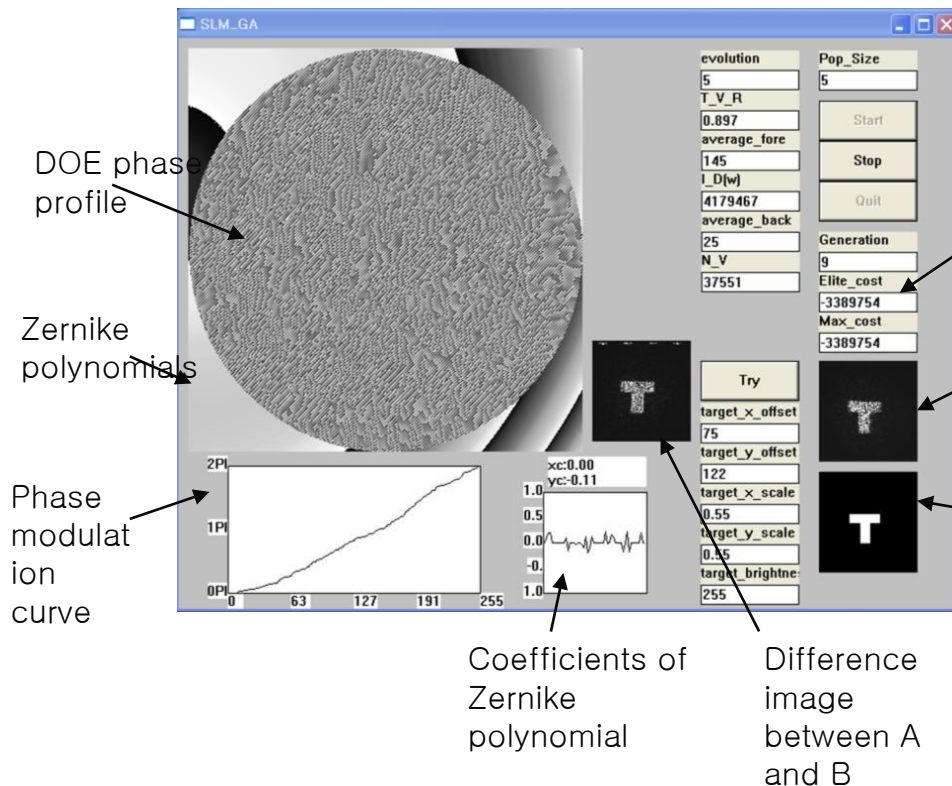 SLM_GA
DOE phase
profile
Zernike
polynomials
Phase
modulat
ion
curve
evolution
5
T_V_R
0.897
average_fore
145
I_D(w)
4179467
average_back
25
N_V
37551
Pop_Size
5
Start
Stop
Quit
Generation
9
Elite_cost
-3389754
Max_cost
-3389754
Try
target_x_offset
75
target_y_offset
122
target_x_scale
0.55
target_y_scale
0.55
target_brightne
255
T
T
T
2PI
1PI
0PI
0 63 127 191 255
xc:0.00
yc:-0.11
1.0
0.5
0.0
-0.
1.0
Coefficients of
Zernike
polynomial
Difference
image
between A
and B